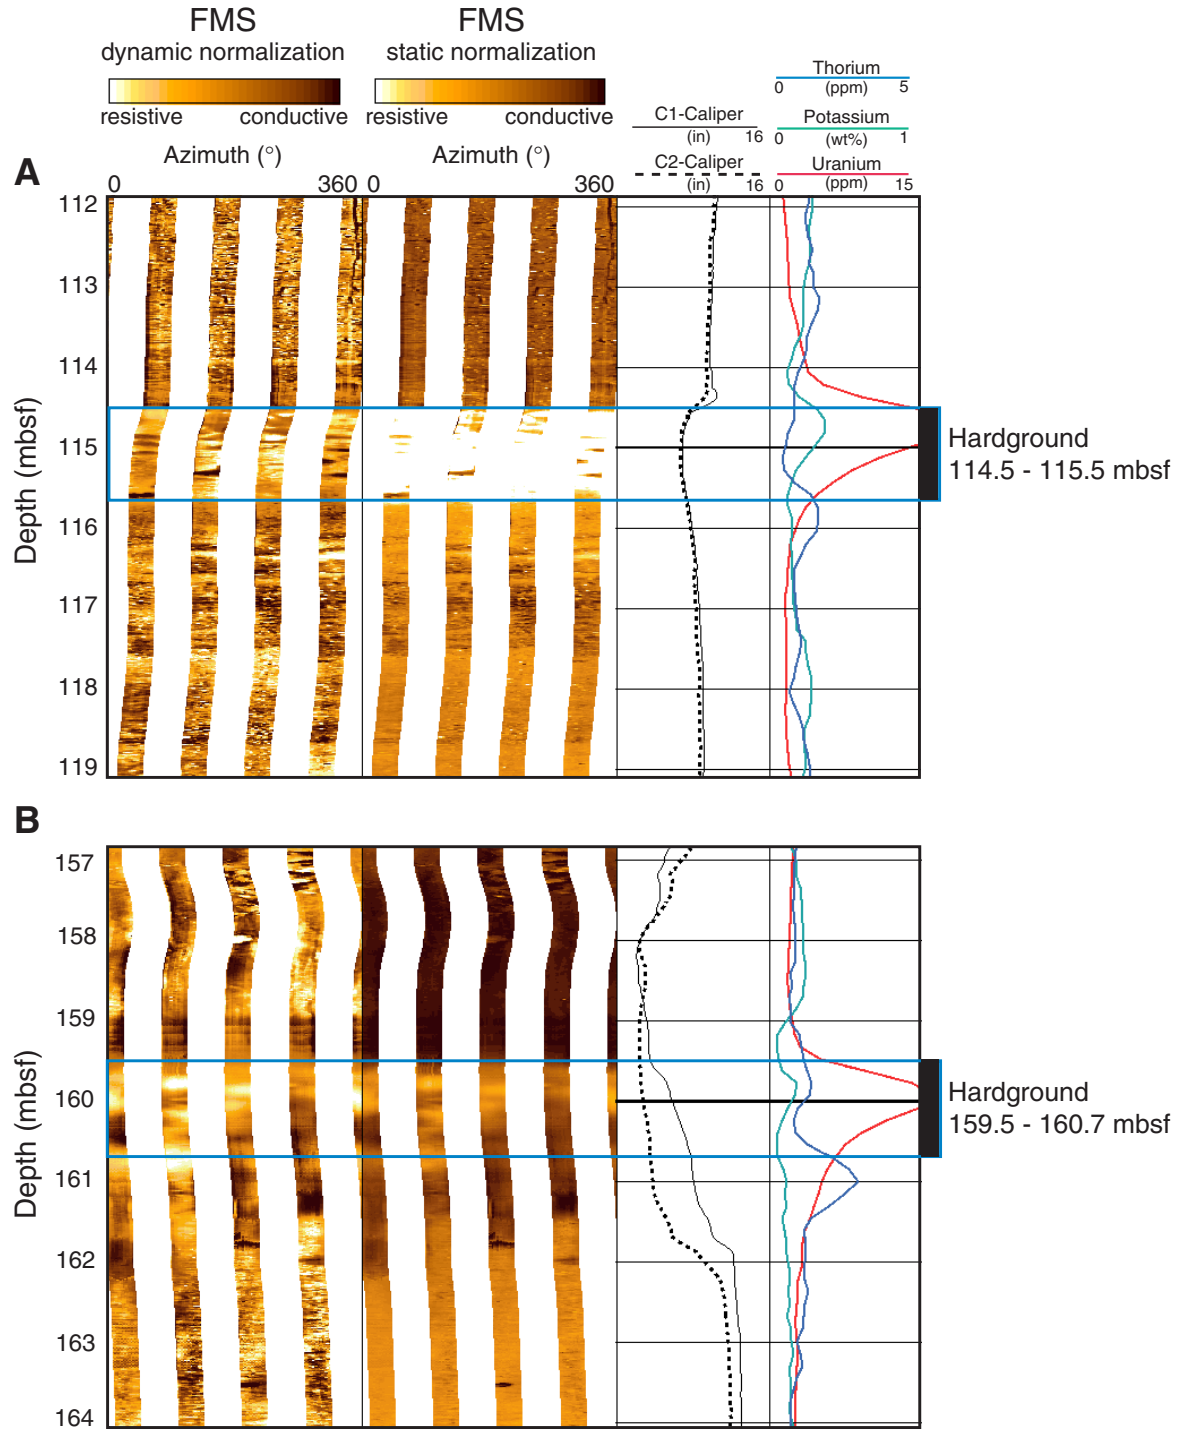 FMS
dynamic normalization
resistive conductive
Azimuth (°)
0 360
FMS
static normalization
resistive conductive
Azimuth (°)
0 360
C1-Caliper
(in) 16
C2-Caliper
(in) 16
Thorium
0 (ppm) 5
Potassium
0 (wt%) 1
Uranium
0 (ppm) 15
A
Depth (mbsf)
112
113
114
115
116
117
118
119
Hardground
114.5 - 115.5 mbsf
B
Depth (mbsf)
157
158
159
160
161
162
163
164
Hardground
159.5 - 160.7 mbsf